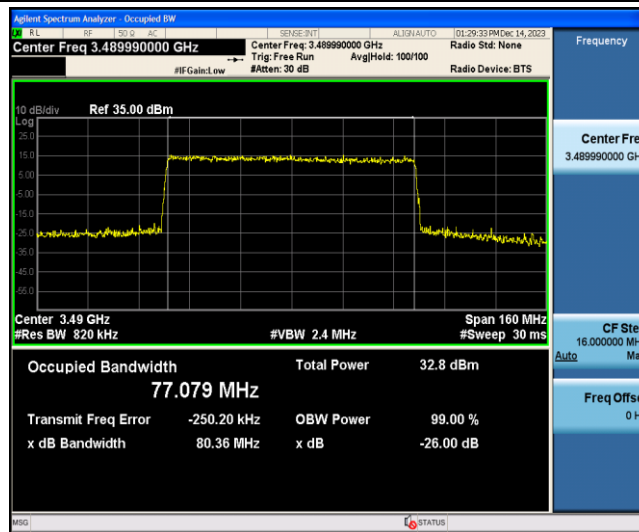 Agilent Spectrum Analyzer - Occupied BW
RL RF 50 Ω AC SENSE:INT ALIGNAUTO 01:29:33 PM Dec 14, 2023
Center Freq 3.489990000 GHz Center Freq: 3.489990000 GHz Radio Std: None Frequency
Trig: Free Run Avg|Hold: 100/100
#IFGain:Low #Atten: 30 dB Radio Device: BTS
10 dB/div Ref 35.00 dBm
Log
25.0
15.0
5.00
-5.00
-15.0
-25.0
-35.0
-45.0
-55.0
Center Fre
3.489990000 GH
Center 3.49 GHz Span 160 MHz
#Res BW 820 kHz #VBW 2.4 MHz #Sweep 30 ms
CF Ste
16.000000 MH
Auto Ma
Occupied Bandwidth Total Power 32.8 dBm
77.079 MHz
Transmit Freq Error -250.20 kHz OBW Power 99.00 %
x dB Bandwidth 80.36 MHz x dB -26.00 dB
Freq Offse
0 H
MSG STATUS